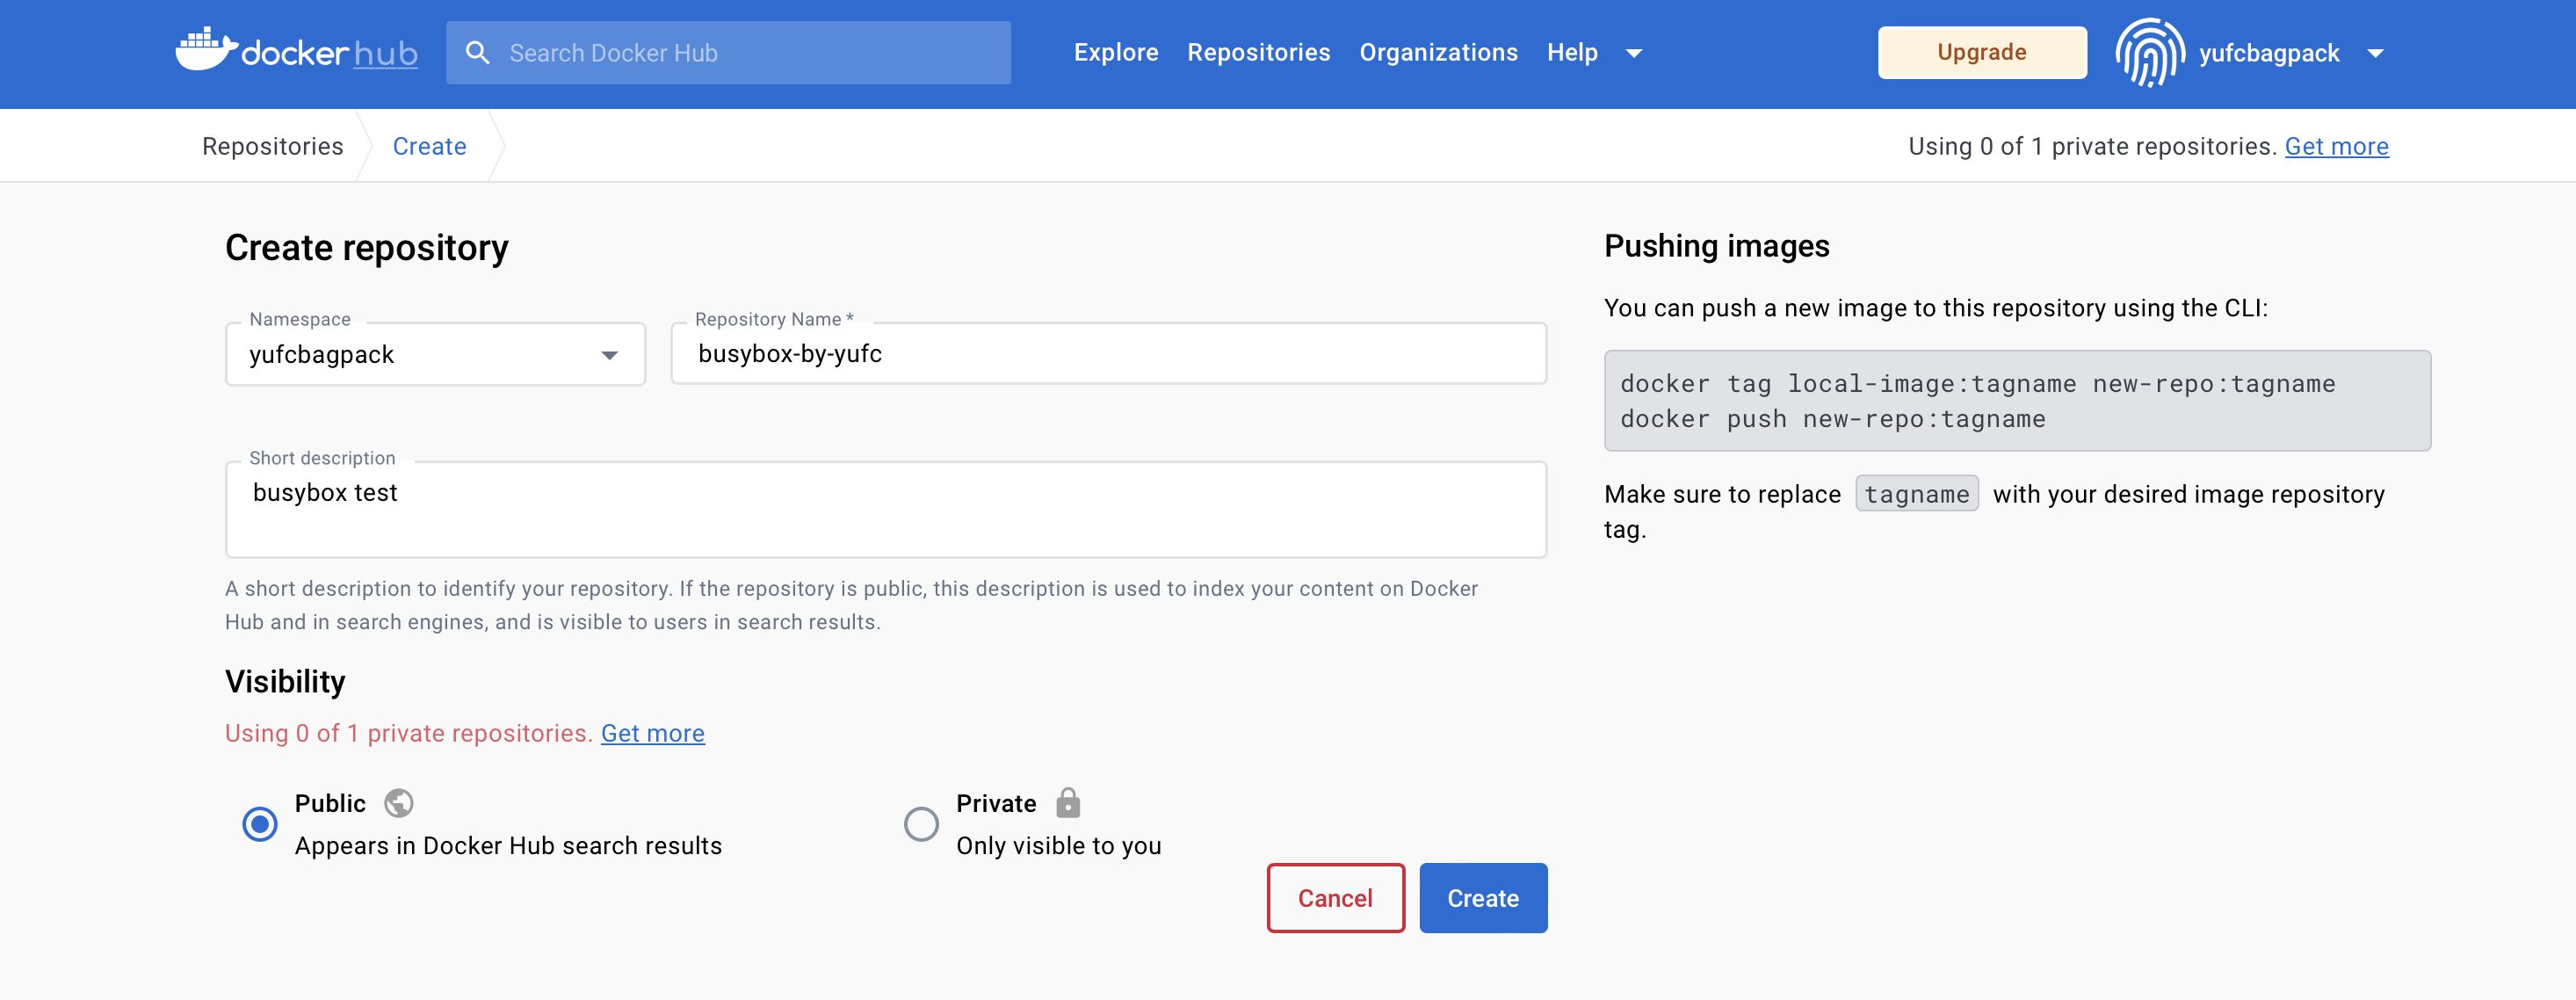 docker hub
Search Docker Hub
Explore Repositories Organizations Help
Upgrade
yufcbagpack
Repositories
Create
Using 0 of 1 private repositories. Get more
Create repository
Namespace
yufcbagpack
Repository Name *
busybox-by-yufc
Short description
busybox test
A short description to identify your repository. If the repository is public, this description is used to index your content on Docker
Hub and in search engines, and is visible to users in search results.
Visibility
Using 0 of 1 private repositories. Get more
Public
Appears in Docker Hub search results
Private
Only visible to you
Cancel
Create
Pushing images
You can push a new image to this repository using the CLI:
docker tag local-image:tagname new-repo:tagname
docker push new-repo:tagname
Make sure to replace tagname with your desired image repository
tag.